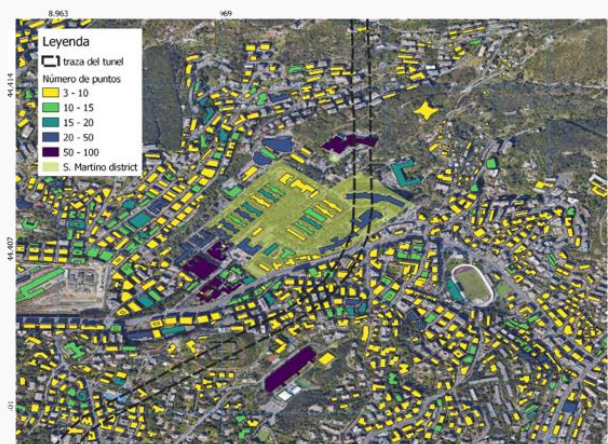 8.963
969
Leyenda
traza del tunel
Número de puntos
3 - 10
10 - 15
15 - 20
20 - 50
50 - 100
S. Martino district
44.414
44.407